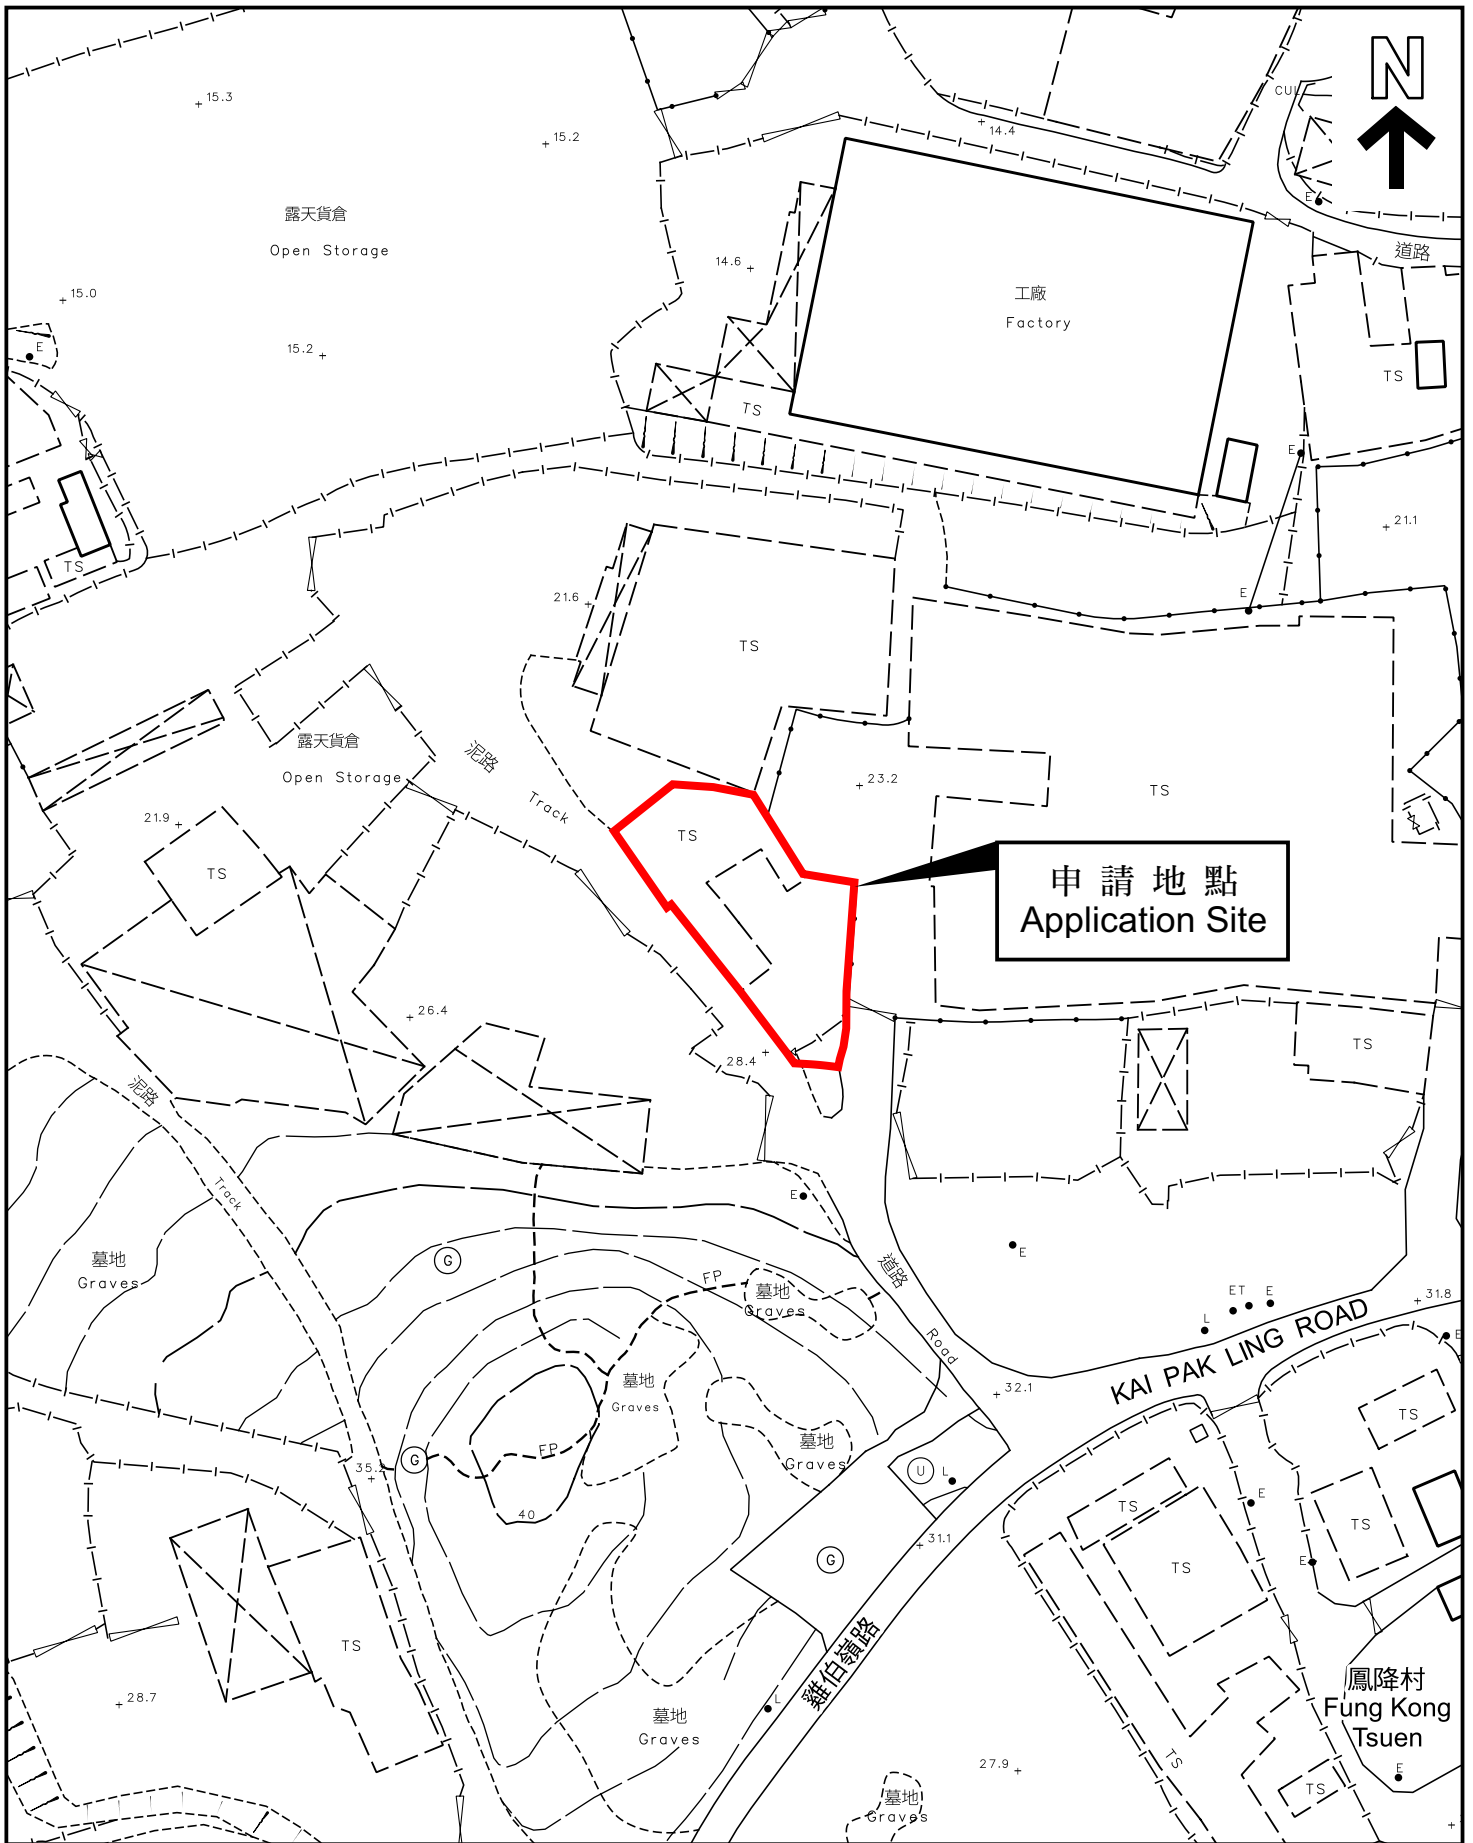 N
CUL
15.3
15.2
14.4
露天貨倉
Open Storage
E
道路
14.6
工廠
Factory
15.0
15.2
E
TS
TS
E
21.1
TS
21.6
E
TS
露天貨倉
Open Storage
泥路
Track
23.2
TS
21.9
TS
TS
申請地點
Application Site
26.4
28.4
TS
泥路
Track
E
E
墓地
Graves
G
FP
墓地
Graves
道路
Road
ET
E
L
31.8
E
KAI PAK LING ROAD
墓地
Graves
32.1
TS
FP
墓地
Graves
G
35.2
U
L
40
TS
E
TS
31.1
G
TS
E
TS
雞伯嶺路
28.7
墓地
Graves
L
鳳降村
Fung Kong
Tsuen
27.9
TS
E
TS
墓地
Graves